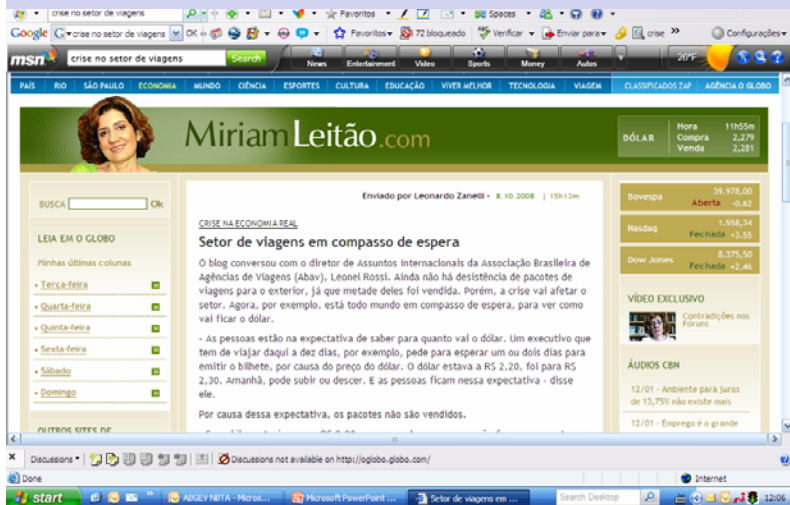 crise no setor de viagens
Favorites
Spaces
Google crise no setor de viagens OK Favoritos 72 bloqueado Verificar Enviar para crise Configurações
msn crise no setor de viagens Search News Entertainment Video Sports Money Autos 20°F
PAÍS RIO SÃO PAULO ECONOMIA MUNDO CIÊNCIA ESPORTES CULTURA EDUCAÇÃO VIVER MELHOR TECNOLOGIA VIAGEM CLASSIFICADOS ZAP AGÊNCIA O GLOBO
MiriamLeitão.com
DÓLAR
Hora 11h55m
Compra 2,279
Venda 2,281
BUSCA Ok
LEIA EM O GLOBO
Minhas últimas colunas
Terça-feira
Quarta-feira
Quinta-feira
Sexta-feira
Sábado
Domingo
OUTROS SITES DE
Enviado por Leonardo Zanelli - 8.10.2008 | 15h13m
CRISE NA ECONOMIA REAL
Setor de viagens em compasso de espera
O blog conversou com o diretor de Assuntos Internacionais da Associação Brasileira de
Agências de Viagens (Abav), Leonel Rossi. Ainda não há desistência de pacotes de
viagens para o exterior, já que metade deles foi vendida. Porém, a crise vai afetar o
setor. Agora, por exemplo, está todo mundo em compasso de espera, para ver como
vai ficar o dólar.
- As pessoas estão na expectativa de saber para quanto vai o dólar. Um executivo que
tem de viajar daqui a dez dias, por exemplo, pede para esperar um ou dois dias para
emitir o bilhete, por causa do preço do dólar. O dólar estava a R$ 2,20, foi para R$
2,30. Amanhã, pode subir ou descer. E as pessoas ficam nessa expectativa - disse
ele.
Por causa dessa expectativa, os pacotes não são vendidos.
Bovespa 39.978,00
Aberta -0.62
Nasdaq 1.558,34
Fechada +3.55
Dow Jones 8.375,50
Fechada +2.46
VÍDEO EXCLUSIVO
Contradições nos
Fóruns
ÁUDIOS CBN
12/01 - Ambiente para juros
de 13,75% não existe mais
12/01 - Emprego é o grande
Discussions Discussions not available on http://oglobo.globo.com/
Done Internet
start ABGEV NBTA - Micros... Microsoft PowerPoint ... Setor de viagens em ... Search Desktop 12:06